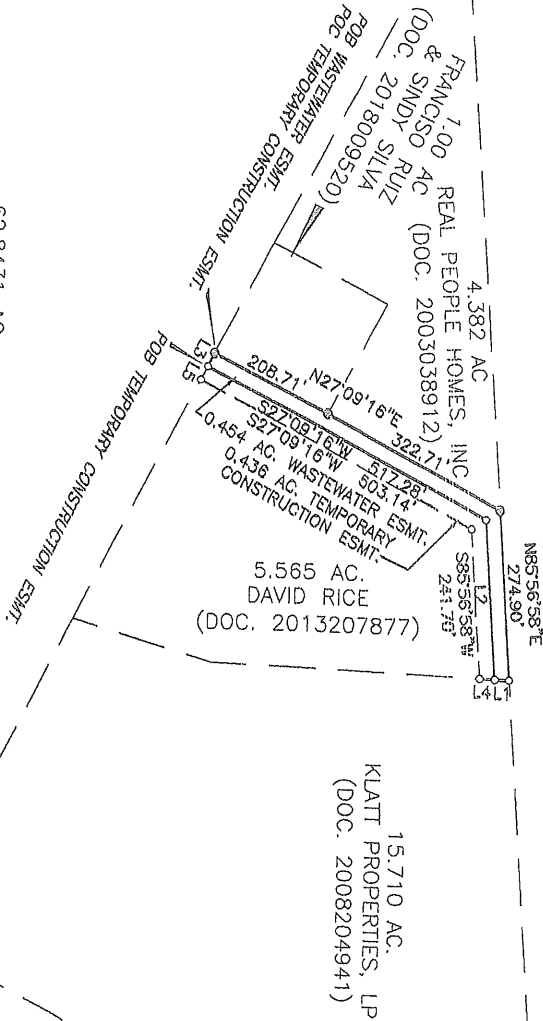 POB WASTEWATER ESMT.
POC TEMPORARY CONSTRUCTION ESMT.
1.00 AC
FRANCISO RUIZ
& SINDY SILVA
(DOC. 2018009520)
4.382 AC
REAL PEOPLE HOMES, INC
(DOC. 2003038912)
N27°09'16"E
208.71'
322.71'
L3
L5
S27°09'16"W 517.28'
S27°09'16"W 503.14'
0.454 AC. WASTEWATER ESMT.
0.436 AC. TEMPORARY
CONSTRUCTION ESMT.
POB TEMPORARY CONSTRUCTION ESMT.
N85°56'58"E
274.90'
L2
S85°56'58"W
241.70'
L4
L1
5.565 AC.
DAVID RICE
(DOC. 2013207877)
15.710 AC.
KLATT PROPERTIES, LP
(DOC. 2008204941)